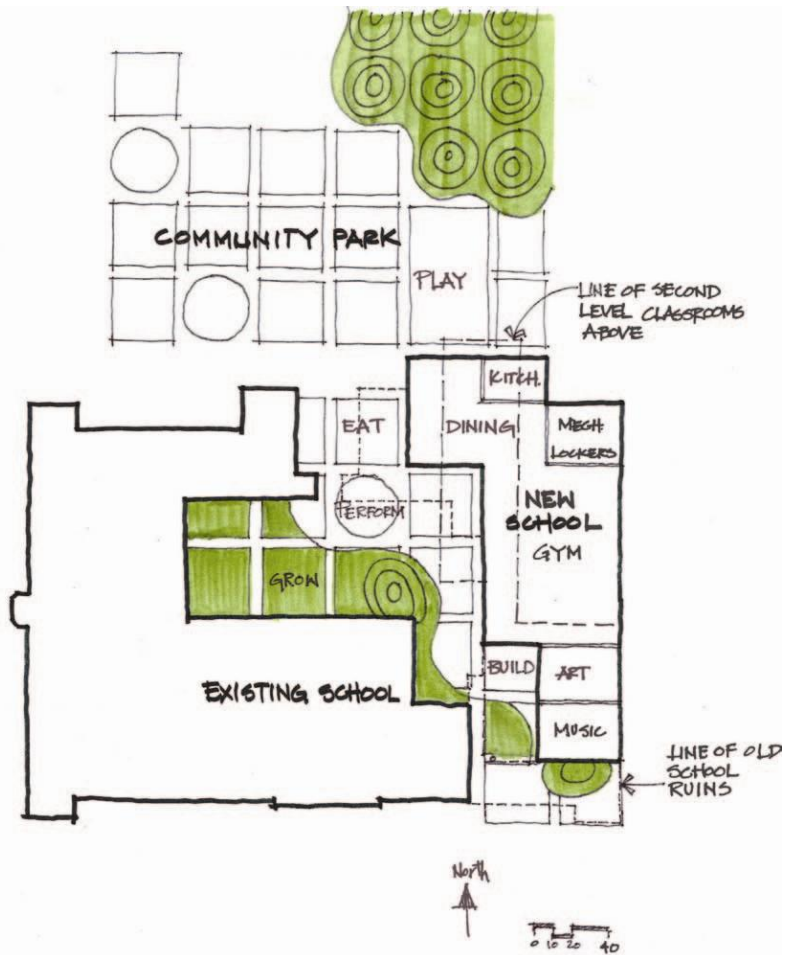 COMMUNITY PARK
PLAY
LINE OF SECOND
LEVEL CLASSROOMS
ABOVE
KITCH.
EAT
DINING
MECH.
LOCKERS
PERFORM
NEW
SCHOOL
GYM
GROW
EXISTING SCHOOL
BUILD
ART
MUSIC
LINE OF OLD
SCHOOL
RUINS
North
0 10 20 40